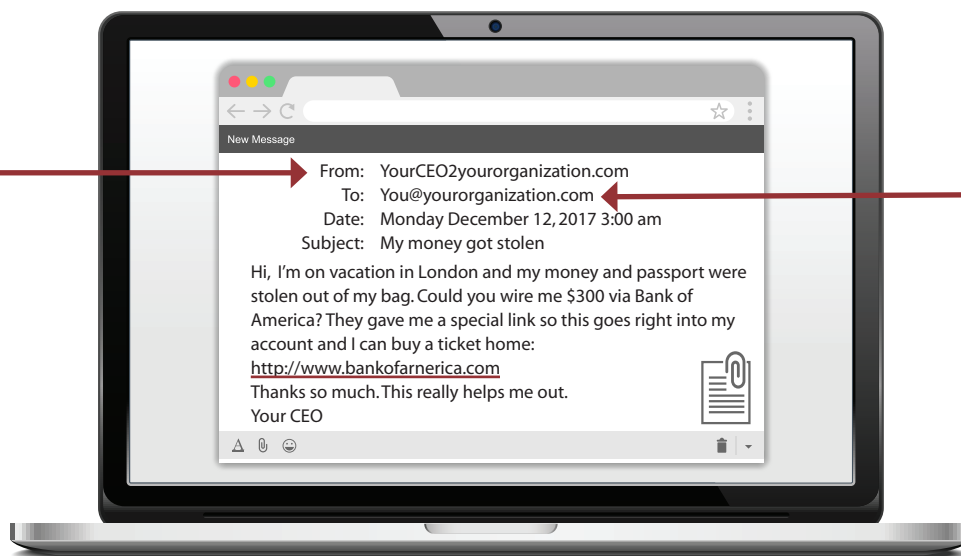 New Message
From: YourCEO2yourorganization.com
To: You@yourorganization.com
Date: Monday December 12, 2017 3:00 am
Subject: My money got stolen
Hi, I'm on vacation in London and my money and passport were
stolen out of my bag. Could you wire me $300 via Bank of
America? They gave me a special link so this goes right into my
account and I can buy a ticket home:
http://www.bankofarnerica.com
Thanks so much. This really helps me out.
Your CEO